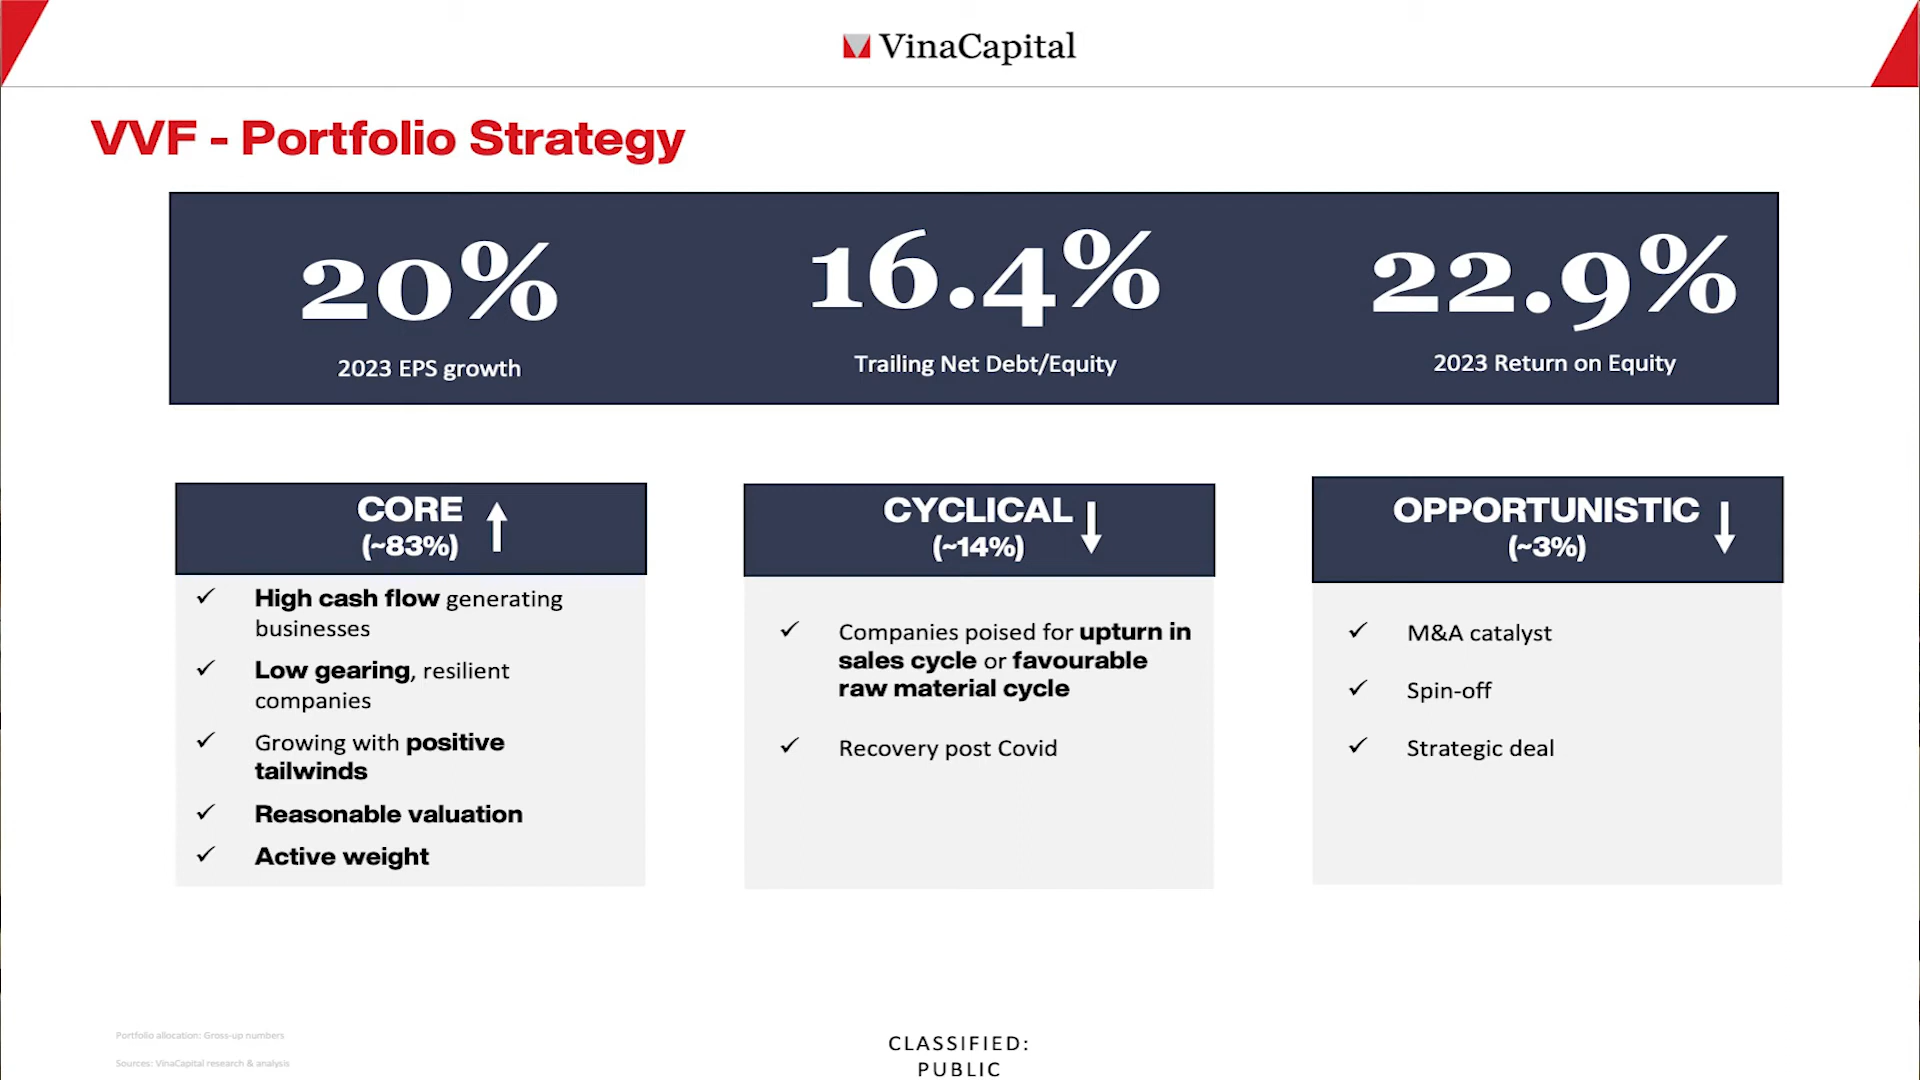 VinaCapital
VVF - Portfolio Strategy
20%
2023 EPS growth
16.4%
Trailing Net Debt/Equity
22.9%
2023 Return on Equity
CORE
(~83%)
High cash flow generating
businesses
Low gearing, resilient
companies
Growing with positive
tailwinds
Reasonable valuation
Active weight
CYCLICAL
(~14%)
Companies poised for upturn in
sales cycle or favourable
raw material cycle
Recovery post Covid
OPPORTUNISTIC
(~3%)
M&A catalyst
Spin-off
Strategic deal
Portfolio allocation: Gross-up numbers
Sources: VinaCapital research & analysis
CLASSIFIED:
PUBLIC